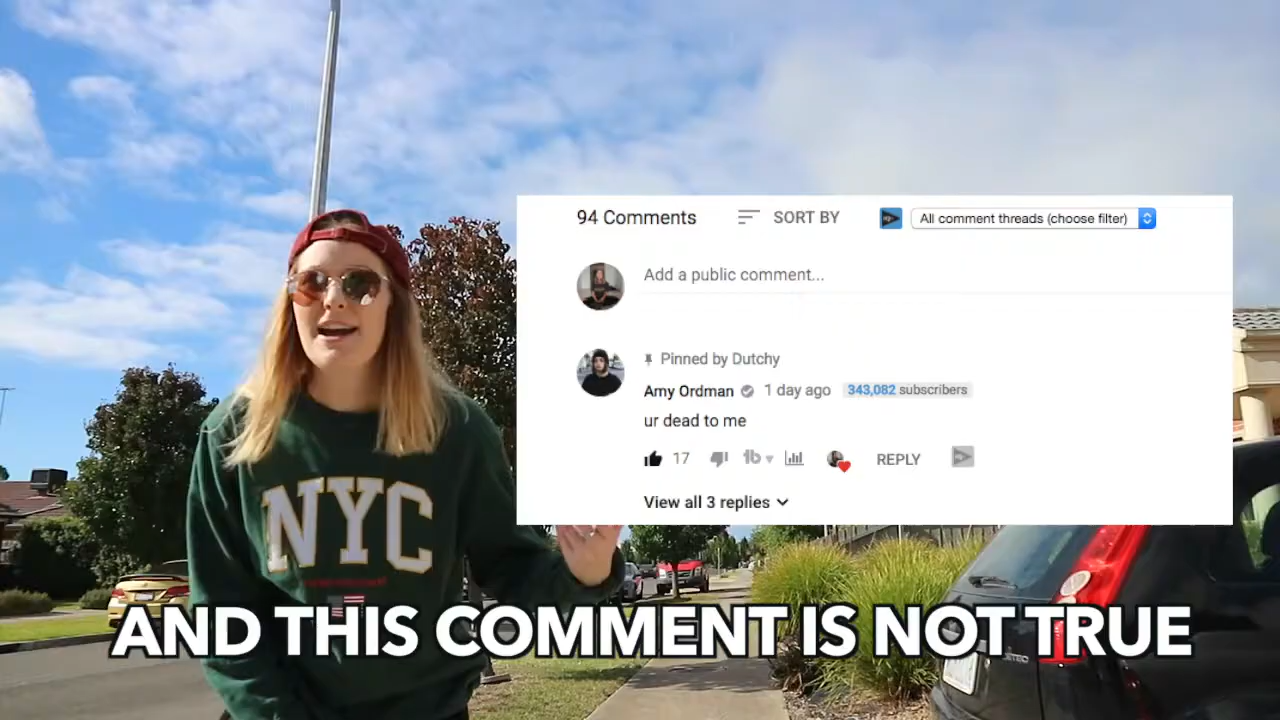 94 Comments
SORT BY
All comment threads (choose filter)
Add a public comment...
Pinned by Dutchy
Amy Ordman 1 day ago 343,082 subscribers
ur dead to me
17
REPLY
View all 3 replies
NYC
AND THIS COMMENT IS NOT TRUE